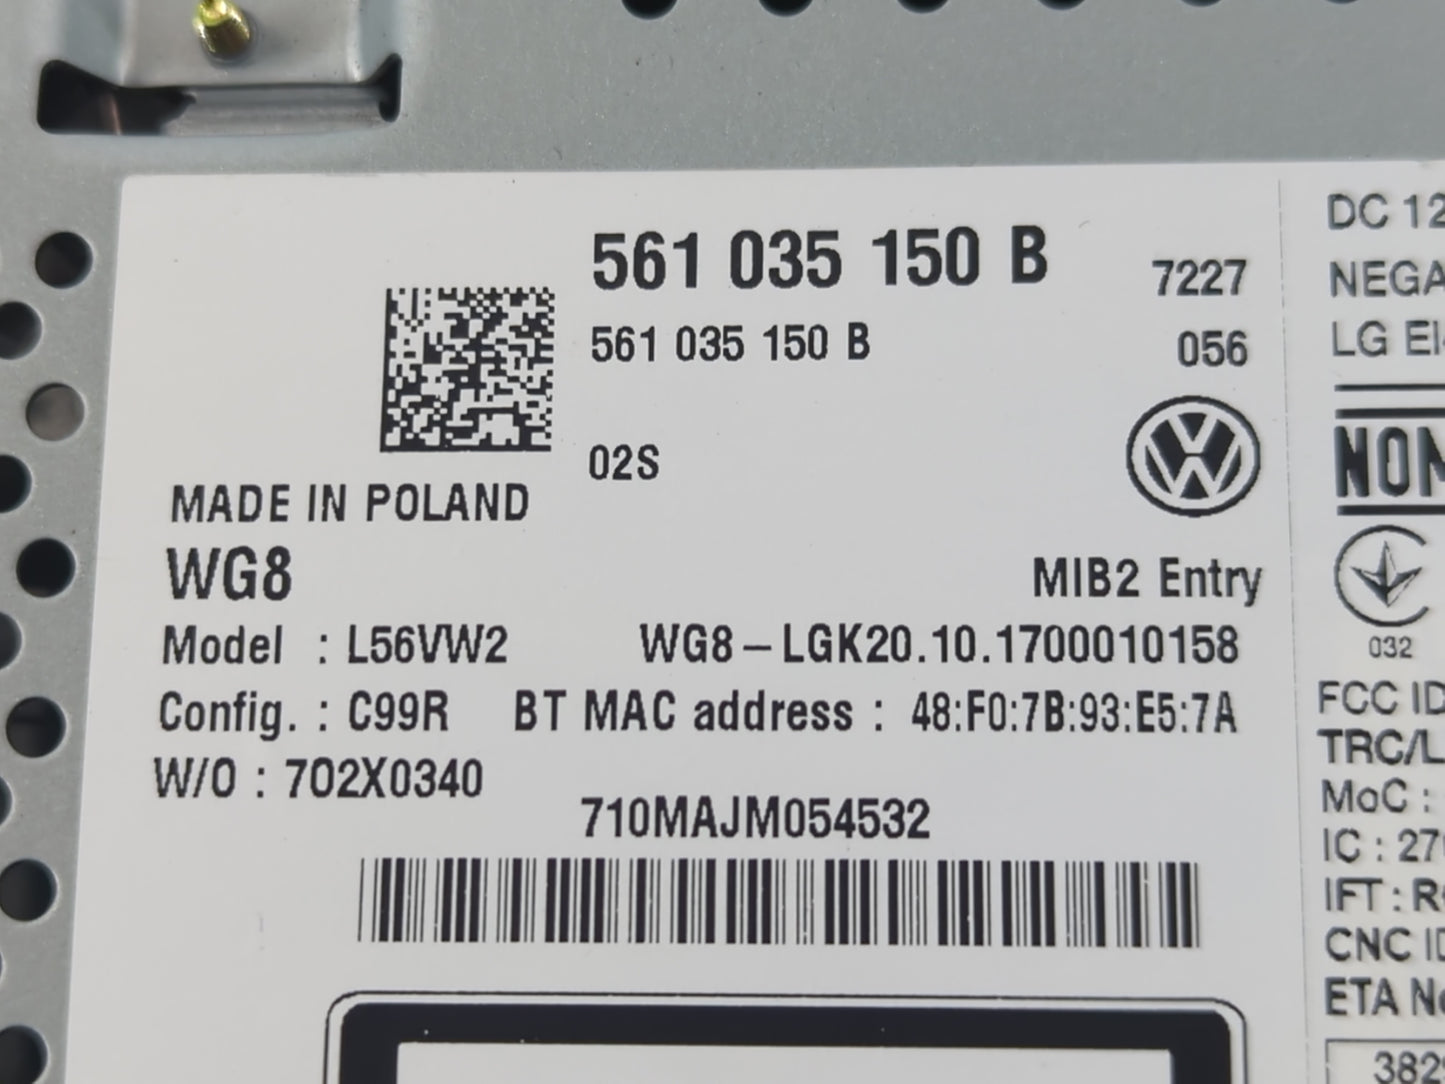 561 035 150 B
7227
561 035 150 B
056
02S
MADE IN POLAND
WG8
MIB2 Entry
Model : L56VW2 WG8-LGK20.10.1700010158
Config. : C99R BT MAC address : 48:F0:7B:93:E5:7A
W/O : 702X0340
710MAJM054532
DC 12
NEGA
LG El
NOM
032
FCC ID
TRC/L
MoC :
IC : 27
IFT : R
CNC ID
ETA No
382